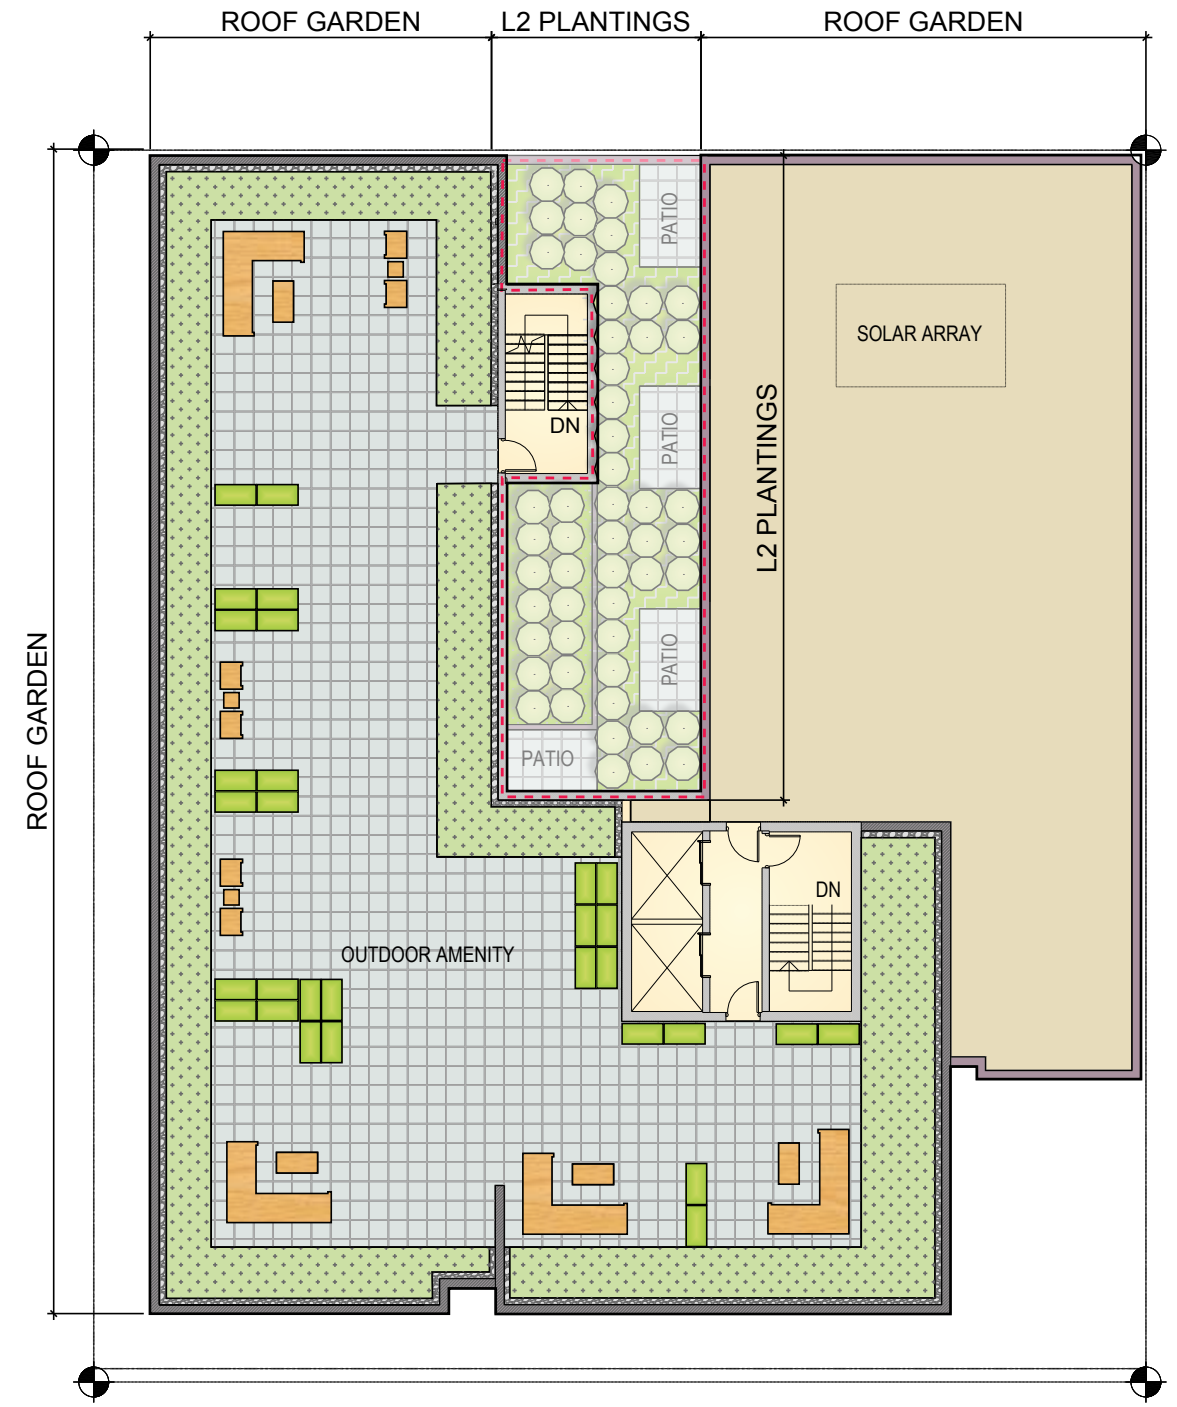 ROOF GARDEN
L2 PLANTINGS
ROOF GARDEN
PATIO
SOLAR ARRAY
DN
PATIO
L2 PLANTINGS
PATIO
ROOF GARDEN
PATIO
DN
OUTDOOR AMENITY